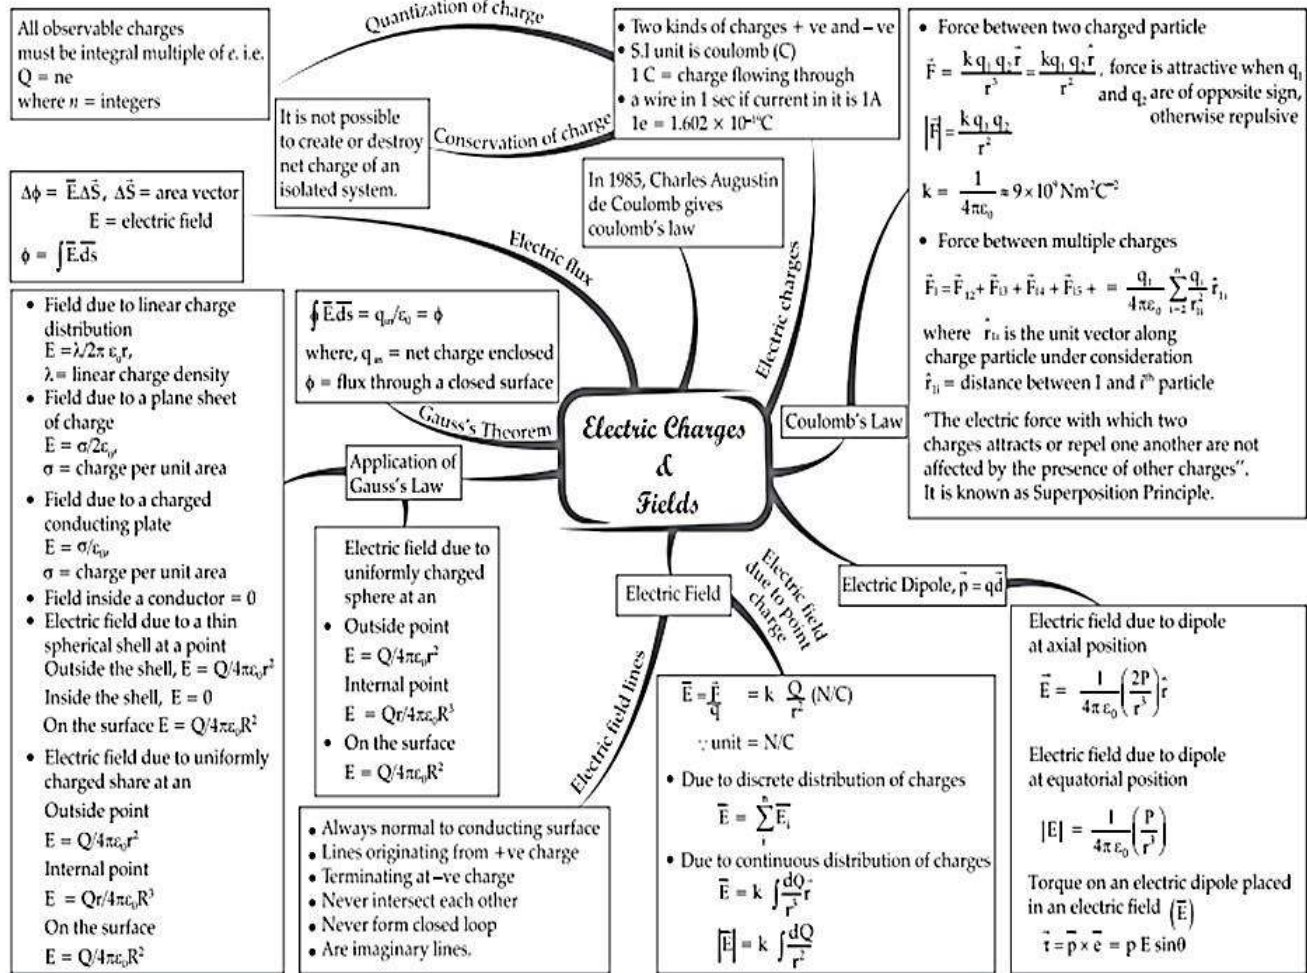 All observable charges
must be integral multiple of e. i.e.
Q = ne
where n = integers
Quantization of charge
It is not possible
to create or destroy
net charge of an
isolated system.
Conservation of charge
• Two kinds of charges + ve and – ve
• S.I unit is coulomb (C)
1 C = charge flowing through
• a wire in 1 sec if current in it is 1A
1e = 1.602 × 10⁻¹⁹C
Electric charges
In 1985, Charles Augustin
de Coulomb gives
coulomb's law
Δϕ = E̅.ΔS⃗, ΔS⃗ = area vector
E = electric field
ϕ = ∫E̅.d̅s̅
Electric flux
∮E̅.d̅s̅ = qᵢₙ/ε₀ = ϕ
where, qᵢₙ = net charge enclosed
ϕ = flux through a closed surface
Gauss's Theorem
Electric Charges
&
Fields
Application of
Gauss's Law
• Field due to linear charge
distribution
E = λ/2π ε₀r,
λ = linear charge density
• Field due to a plane sheet
of charge
E = σ/2ε₀,
σ = charge per unit area
• Field due to a charged
conducting plate
E = σ/ε₀,
σ = charge per unit area
• Field inside a conductor = 0
• Electric field due to a thin
spherical shell at a point
Outside the shell, E = Q/4πε₀r²
Inside the shell, E = 0
On the surface E = Q/4πε₀R²
• Electric field due to uniformly
charged share at an
Outside point
E = Q/4πε₀r²
Internal point
E = Qr/4πε₀R³
On the surface
E = Q/4πε₀R²
Electric field due to
uniformly charged
sphere at an
• Outside point
E = Q/4πε₀r²
Internal point
E = Qr/4πε₀R³
• On the surface
E = Q/4πε₀R²
Electric Field
Electric field lines
• Always normal to conducting surface
• Lines originating from +ve charge
• Terminating at –ve charge
• Never intersect each other
• Never form closed loop
• Are imaginary lines.
Electric field
due to point
charge
E̅ = F⃗/q = k Q/r² (N/C)
∵ unit = N/C
• Due to discrete distribution of charges
E̅ = Σ E̅ᵢ
• Due to continuous distribution of charges
E̅ = k ∫dQ/r³ r⃗
|E̅| = k ∫dQ/r²
Coulomb's Law
• Force between two charged particle
F⃗ = k q₁ q₂ r⃗/r³ = kq₁ q₂ r̂/r², force is attractive when q₁
and q₂ are of opposite sign,
otherwise repulsive
|F⃗| = k q₁ q₂/r²
k = 1/4πε₀ ≈ 9×10⁹Nm²C⁻²
• Force between multiple charges
F⃗₁ = F⃗₁₂ + F⃗₁₃ + F⃗₁₄ + F⃗₁₅ + = q₁/4πε₀ Σ qᵢ/r₁ᵢ² r̂₁ᵢ
where r̂₁ᵢ is the unit vector along
charge particle under consideration
r̂₁ᵢ = distance between 1 and iᵗʰ particle
"The electric force with which two
charges attracts or repel one another are not
affected by the presence of other charges".
It is known as Superposition Principle.
Electric Dipole, p⃗ = qd⃗
Electric field due to dipole
at axial position
E⃗ = 1/4π ε₀ (2P/r³) r̂
Electric field due to dipole
at equatorial position
|E| = 1/4π ε₀ (P/r³)
Torque on an electric dipole placed
in an electric field (E̅)
τ⃗ = p̅ × e̅ = p E sinθ